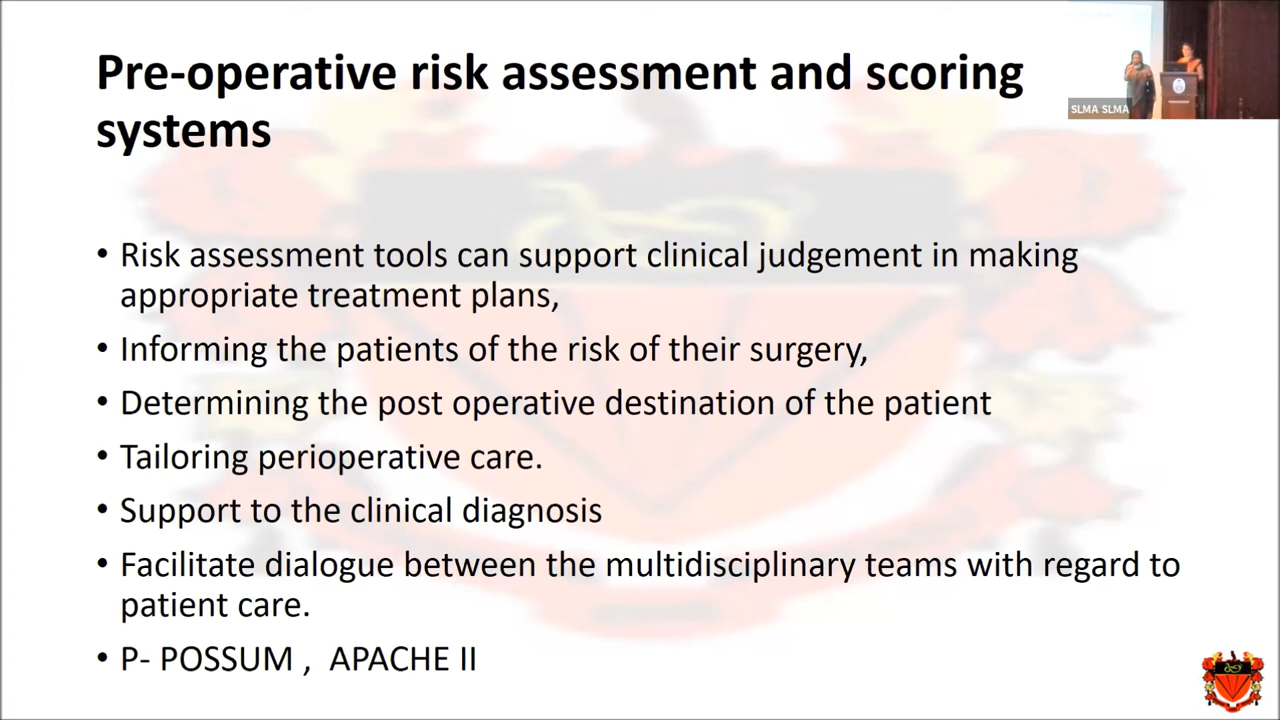 Pre-operative risk assessment and scoring
systems
SLMA SLMA
• Risk assessment tools can support clinical judgement in making
appropriate treatment plans,
• Informing the patients of the risk of their surgery,
• Determining the post operative destination of the patient
• Tailoring perioperative care.
• Support to the clinical diagnosis
• Facilitate dialogue between the multidisciplinary teams with regard to
patient care.
• P- POSSUM , APACHE II